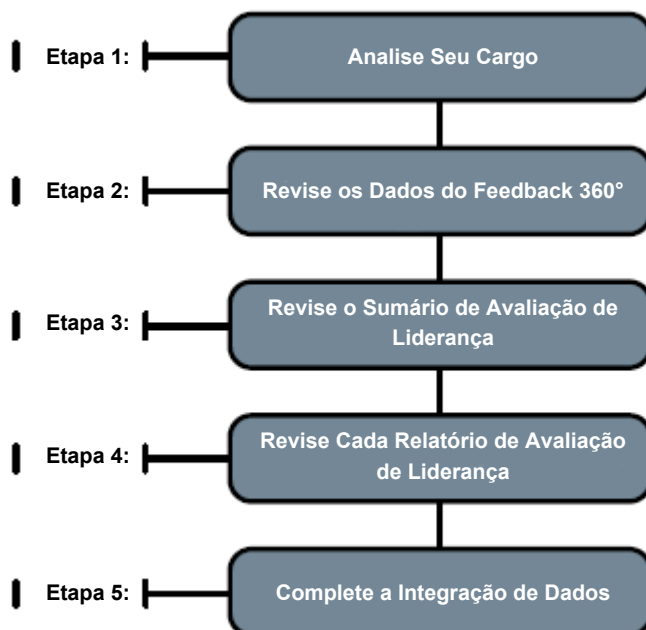 Etapa 1:
Analise Seu Cargo
Etapa 2:
Revise os Dados do Feedback 360°
Etapa 3:
Revise o Sumário de Avaliação de
Liderança
Etapa 4:
Revise Cada Relatório de Avaliação
de Liderança
Etapa 5:
Complete a Integração de Dados